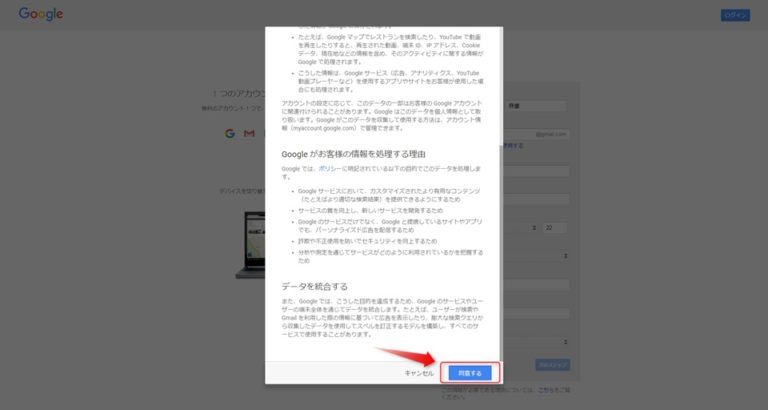 Google
ログイン
1 つのアカウン
無料のアカウント 1 つで、
デバイスを切り替え
たとえば、Google マップでレストランを検索したり、YouTube で動画
を再生したりすると、再生された動画、端末 ID、IP アドレス、Cookie
データ、現在地などの情報を含め、そのアクティビティに関する情報が
Google で処理されます。
こうした情報は、Google サービス（広告、アナリティクス、YouTube
動画プレーヤーなど）を使用するアプリやサイトをお客様が使用した場
合にも処理されます。
アカウントの設定に応じて、このデータの一部はお客様の Google アカウント
に関連付けられることがあります。Google はこのデータを個人情報として取
り扱います。Google がこのデータを収集して使用する方法は、アカウント情
報（myaccount.google.com）で管理できます。
Google がお客様の情報を処理する理由
Google では、ポリシーに明記されている以下の目的でこのデータを処理しま
す。
Google サービスにおいて、カスタマイズされたより有用なコンテンツ
（たとえばより適切な検索結果）を提供できるようにするため
サービスの質を向上し、新しいサービスを開発するため
Google のサービスだけでなく、Google と提携しているサイトやアプリ
でも、パーソナライズド広告を配信するため
詐欺や不正使用を防いでセキュリティを向上するため
分析や測定を通じてサービスがどのように利用されているかを把握する
ため
データを統合する
また、Google では、こうした目的を達成するため、Google のサービスやユー
ザーの端末全体を通じてデータを統合します。たとえば、ユーザーが検索や
Gmail を利用した際の情報に基づいて広告を表示したり、膨大な検索クエリから
収集したデータを使用してスペルを訂正するモデルを構築し、すべてのサ
ービスで使用することがあります。
キャンセル
同意する
@gmail.com
使用する
22
次のステップ
この情報が必要である理由については、こちらをご覧
ください。